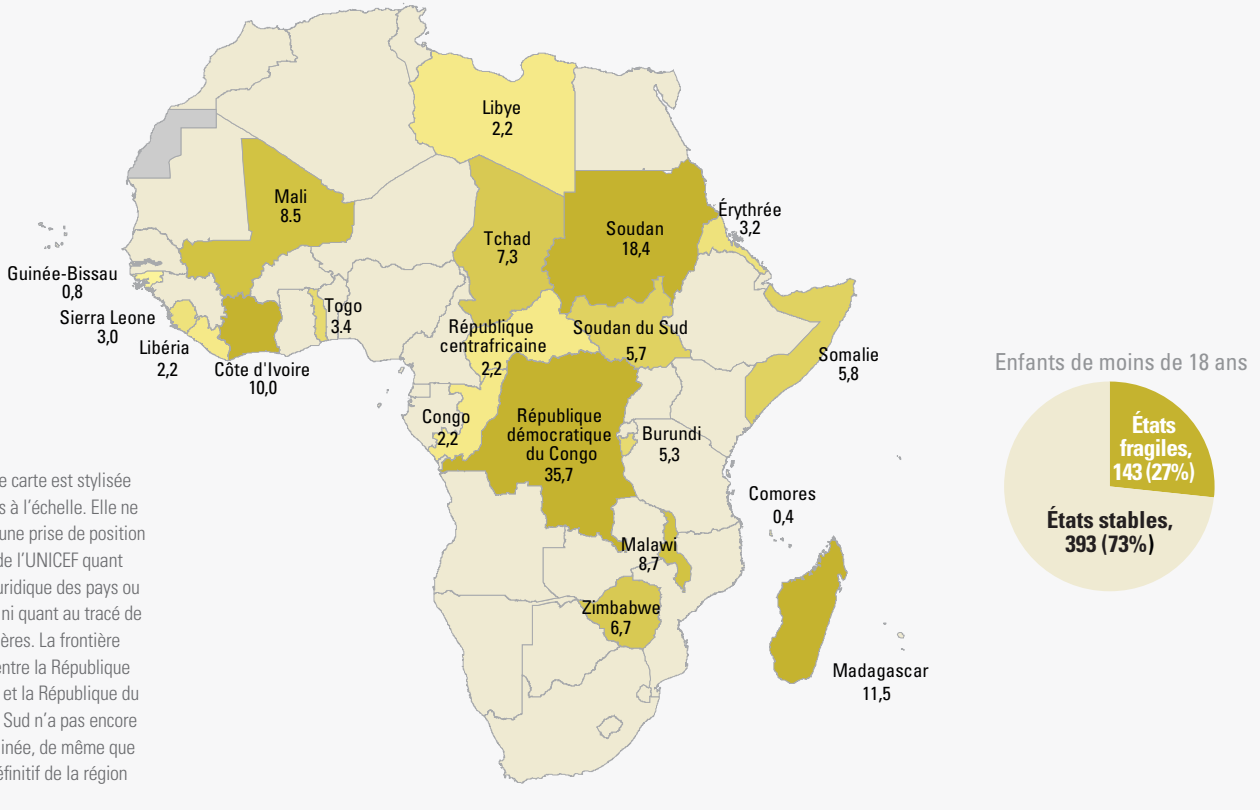 Libye
2,2
Mali
8.5
Tchad
7,3
Soudan
18,4
Érythrée
3,2
Guinée-Bissau
0,8
Sierra Leone
3,0
Libéria
2,2
Côte d'Ivoire
10,0
Togo
3.4
République
centrafricaine
2,2
Soudan du Sud
5,7
Somalie
5,8
Congo
2,2
République
démocratique
du Congo
35,7
Burundi
5,3
Comores
0,4
Malawi
8,7
Zimbabwe
6,7
Madagascar
11,5
e carte est stylisée
s à l'échelle. Elle ne
une prise de position
de l'UNICEF quant
uridique des pays ou
ni quant au tracé de
ères. La frontière
entre la République
et la République du
Sud n'a pas encore
inée, de même que
éfinitif de la région
Enfants de moins de 18 ans
États
fragiles,
143 (27%)
États stables,
393 (73%)